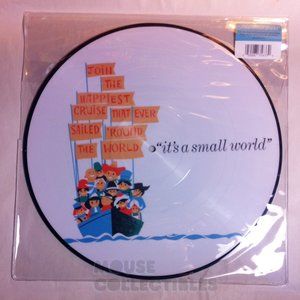 JOIN
THE
HAPPIEST
CRUISE THAT EVER
SAILED 'ROUND
THE WORLD
"it's a small world"
MOUSE
COLLECTIBLES